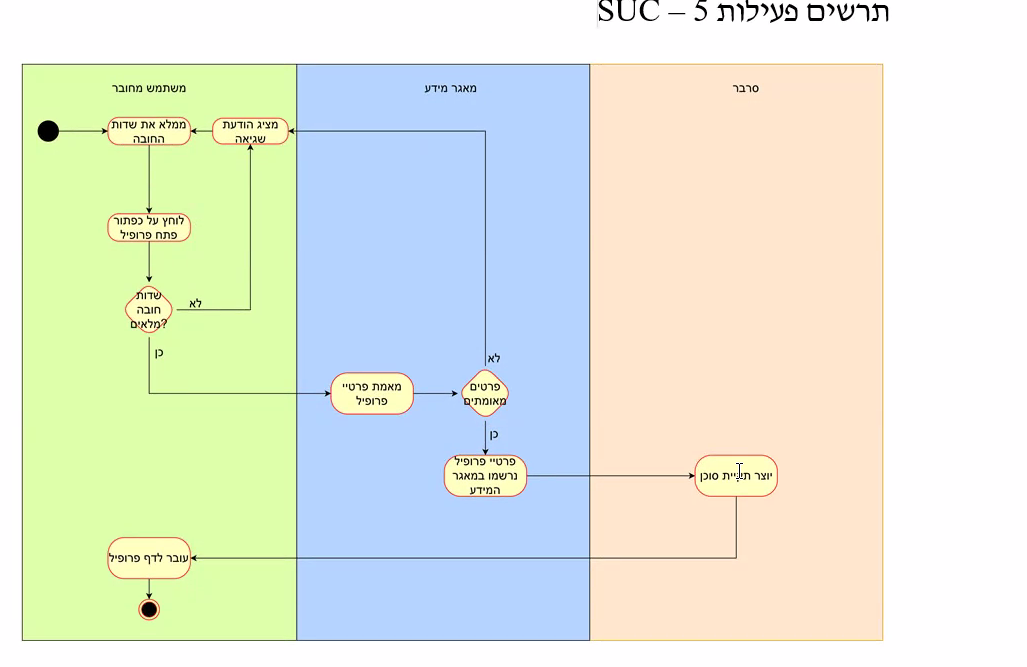 תרשים פעילות SUC – 5
משתמש מחובר
מאגר מידע
סרבר
ממלא את שדות
החובה
מציג הודעת
שגיאה
לוחץ על כפתור
פתח פרופיל
שדות
חובה
מלאים?
לא
כן
מאמת פרטיי
פרופיל
פרטים
מאומתים
לא
כן
פרטיי פרופיל
נרשמו במאגר
המידע
יוצר סוכן
עובר לדף פרופיל